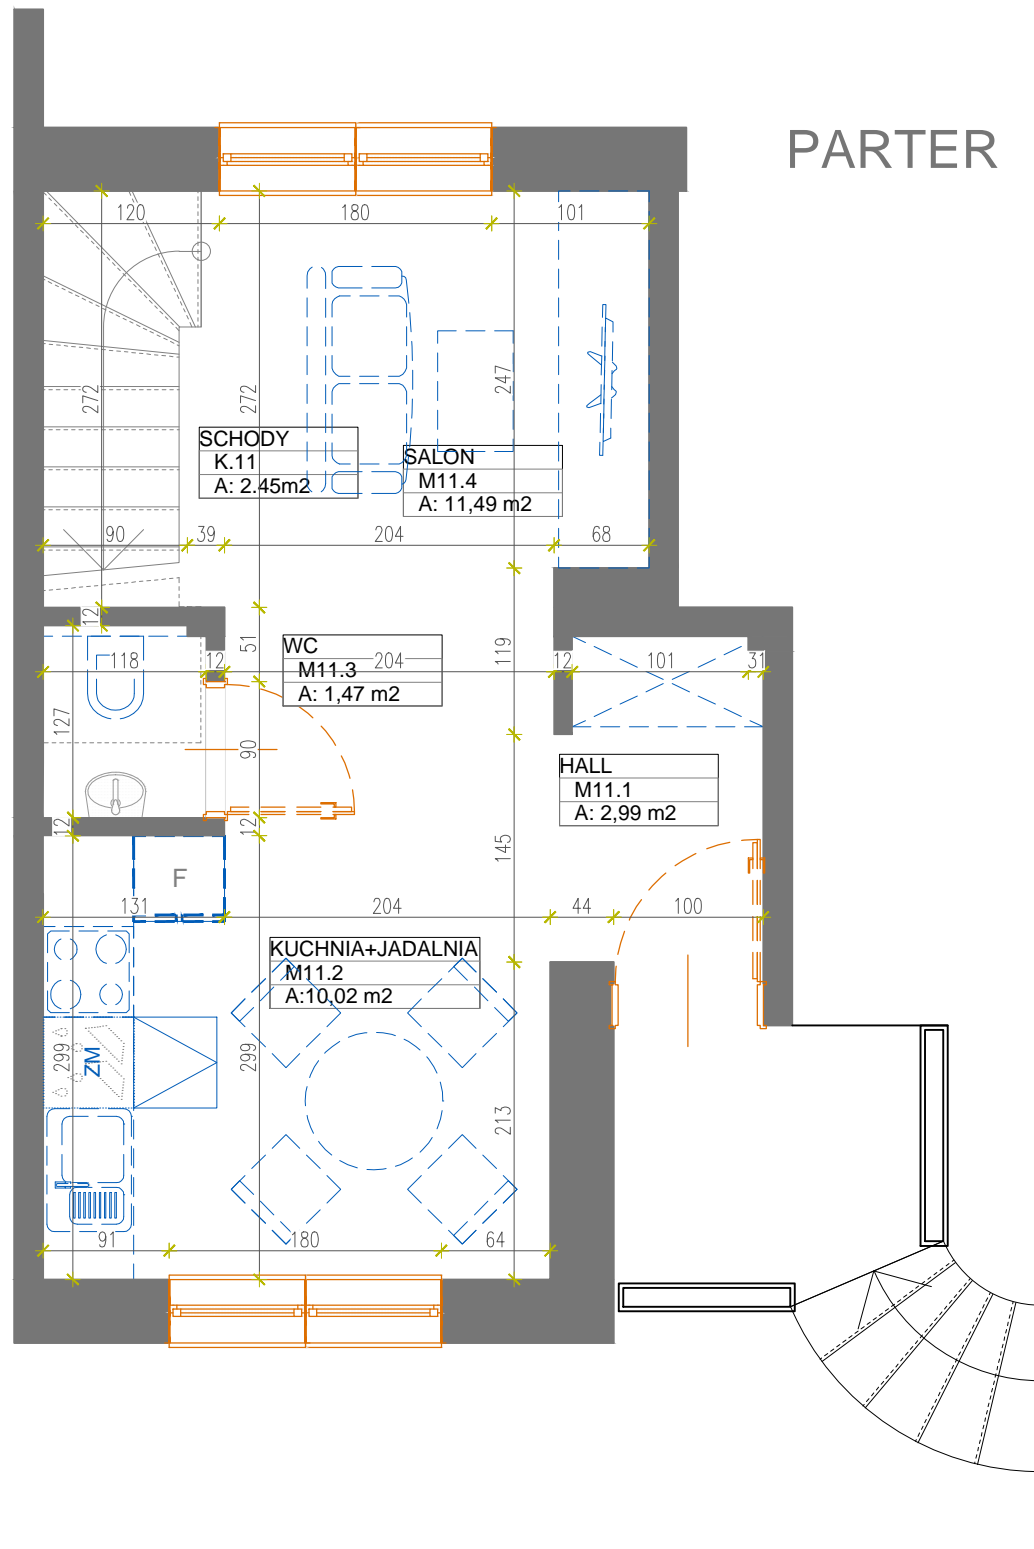 PARTER
120
180
101
272
272
247
SCHODY
K.11
A: 2.45m2
SALON
M11.4
A: 11,49 m2
90
39
204
68
12
51
119
WC
M11.3
A: 1,47 m2
118
12
204
12
101
31
127
90
HALL
M11.1
A: 2,99 m2
12
12
145
F
131
204
44
100
KUCHNIA+JADALNIA
M11.2
A:10,02 m2
299
ZM
299
213
91
180
64